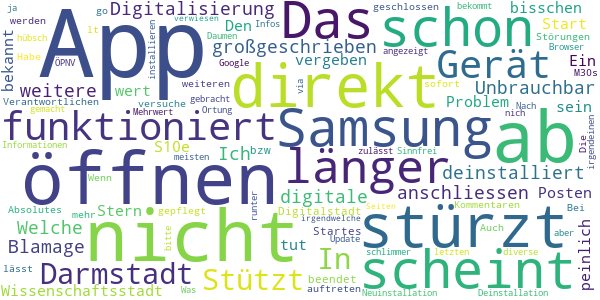 ja Digitalisierung Das schon geschlossen bekommt
werden go verwiesen bisschen
hübsch Infos Den Daumen Start
App lt installieren großgeschrieben angezeigt Störungen
bekannt ÖPNV Habe Google vergeben Gerät Browser
weitere wert weiteren direkt Ein M30s
Verantwortlichen versuche via Unbrauchbar
gemacht gebracht Mehrwert Ortung Problem sofort sein
funktioniert Samsung Nach ab
Informationen S10e Ich bzw zulässt nich Die irgendeinen
öffnen meisten Sinnfrei länger deinstalliert
Wenn gepflegt runter digitale anschliessen Posten
Absolutes mehr Stern Digitalstadt Kommentaren Seiten Bei
Welche nicht bitte irgendwelche stürzt Auch aber peinlich
Blamage tut Startes Update schlimmer letzten diverse
lässt Darmstadt Stützt In beendet scheint
Wissenschaftsstadt Was auftreten Neuinstallation Deinstallation